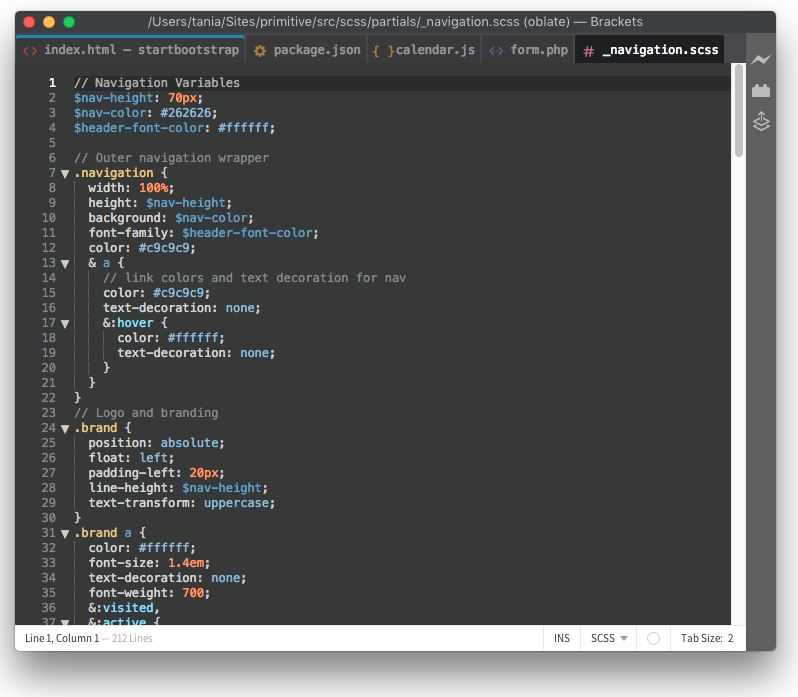 /Users/tania/Sites/primitive/src/scss/partials/_navigation.scss (oblate) — Brackets
<> index.html — startbootstrap package.json { }calendar.js <> form.php # _navigation.scss
1 // Navigation Variables
2 $nav-height: 70px;
3 $nav-color: #262626;
4 $header-font-color: #ffffff;
5
6 // Outer navigation wrapper
7 ▼ .navigation {
8 width: 100%;
9 height: $nav-height;
10 background: $nav-color;
11 font-family: $header-font-color;
12 color: #c9c9c9;
13 ▼ & a {
14 // link colors and text decoration for nav
15 color: #c9c9c9;
16 text-decoration: none;
17 ▼ &:hover {
18 color: #ffffff;
19 text-decoration: none;
20 }
21 }
22 }
23 // Logo and branding
24 ▼ .brand {
25 position: absolute;
26 float: left;
27 padding-left: 20px;
28 line-height: $nav-height;
29 text-transform: uppercase;
30 }
31 ▼ .brand a {
32 color: #ffffff;
33 font-size: 1.4em;
34 text-decoration: none;
35 font-weight: 700;
36 &:visited,
37 ▼ &:active {
Line 1, Column 1 — 212 Lines INS SCSS ▼ Tab Size: 2